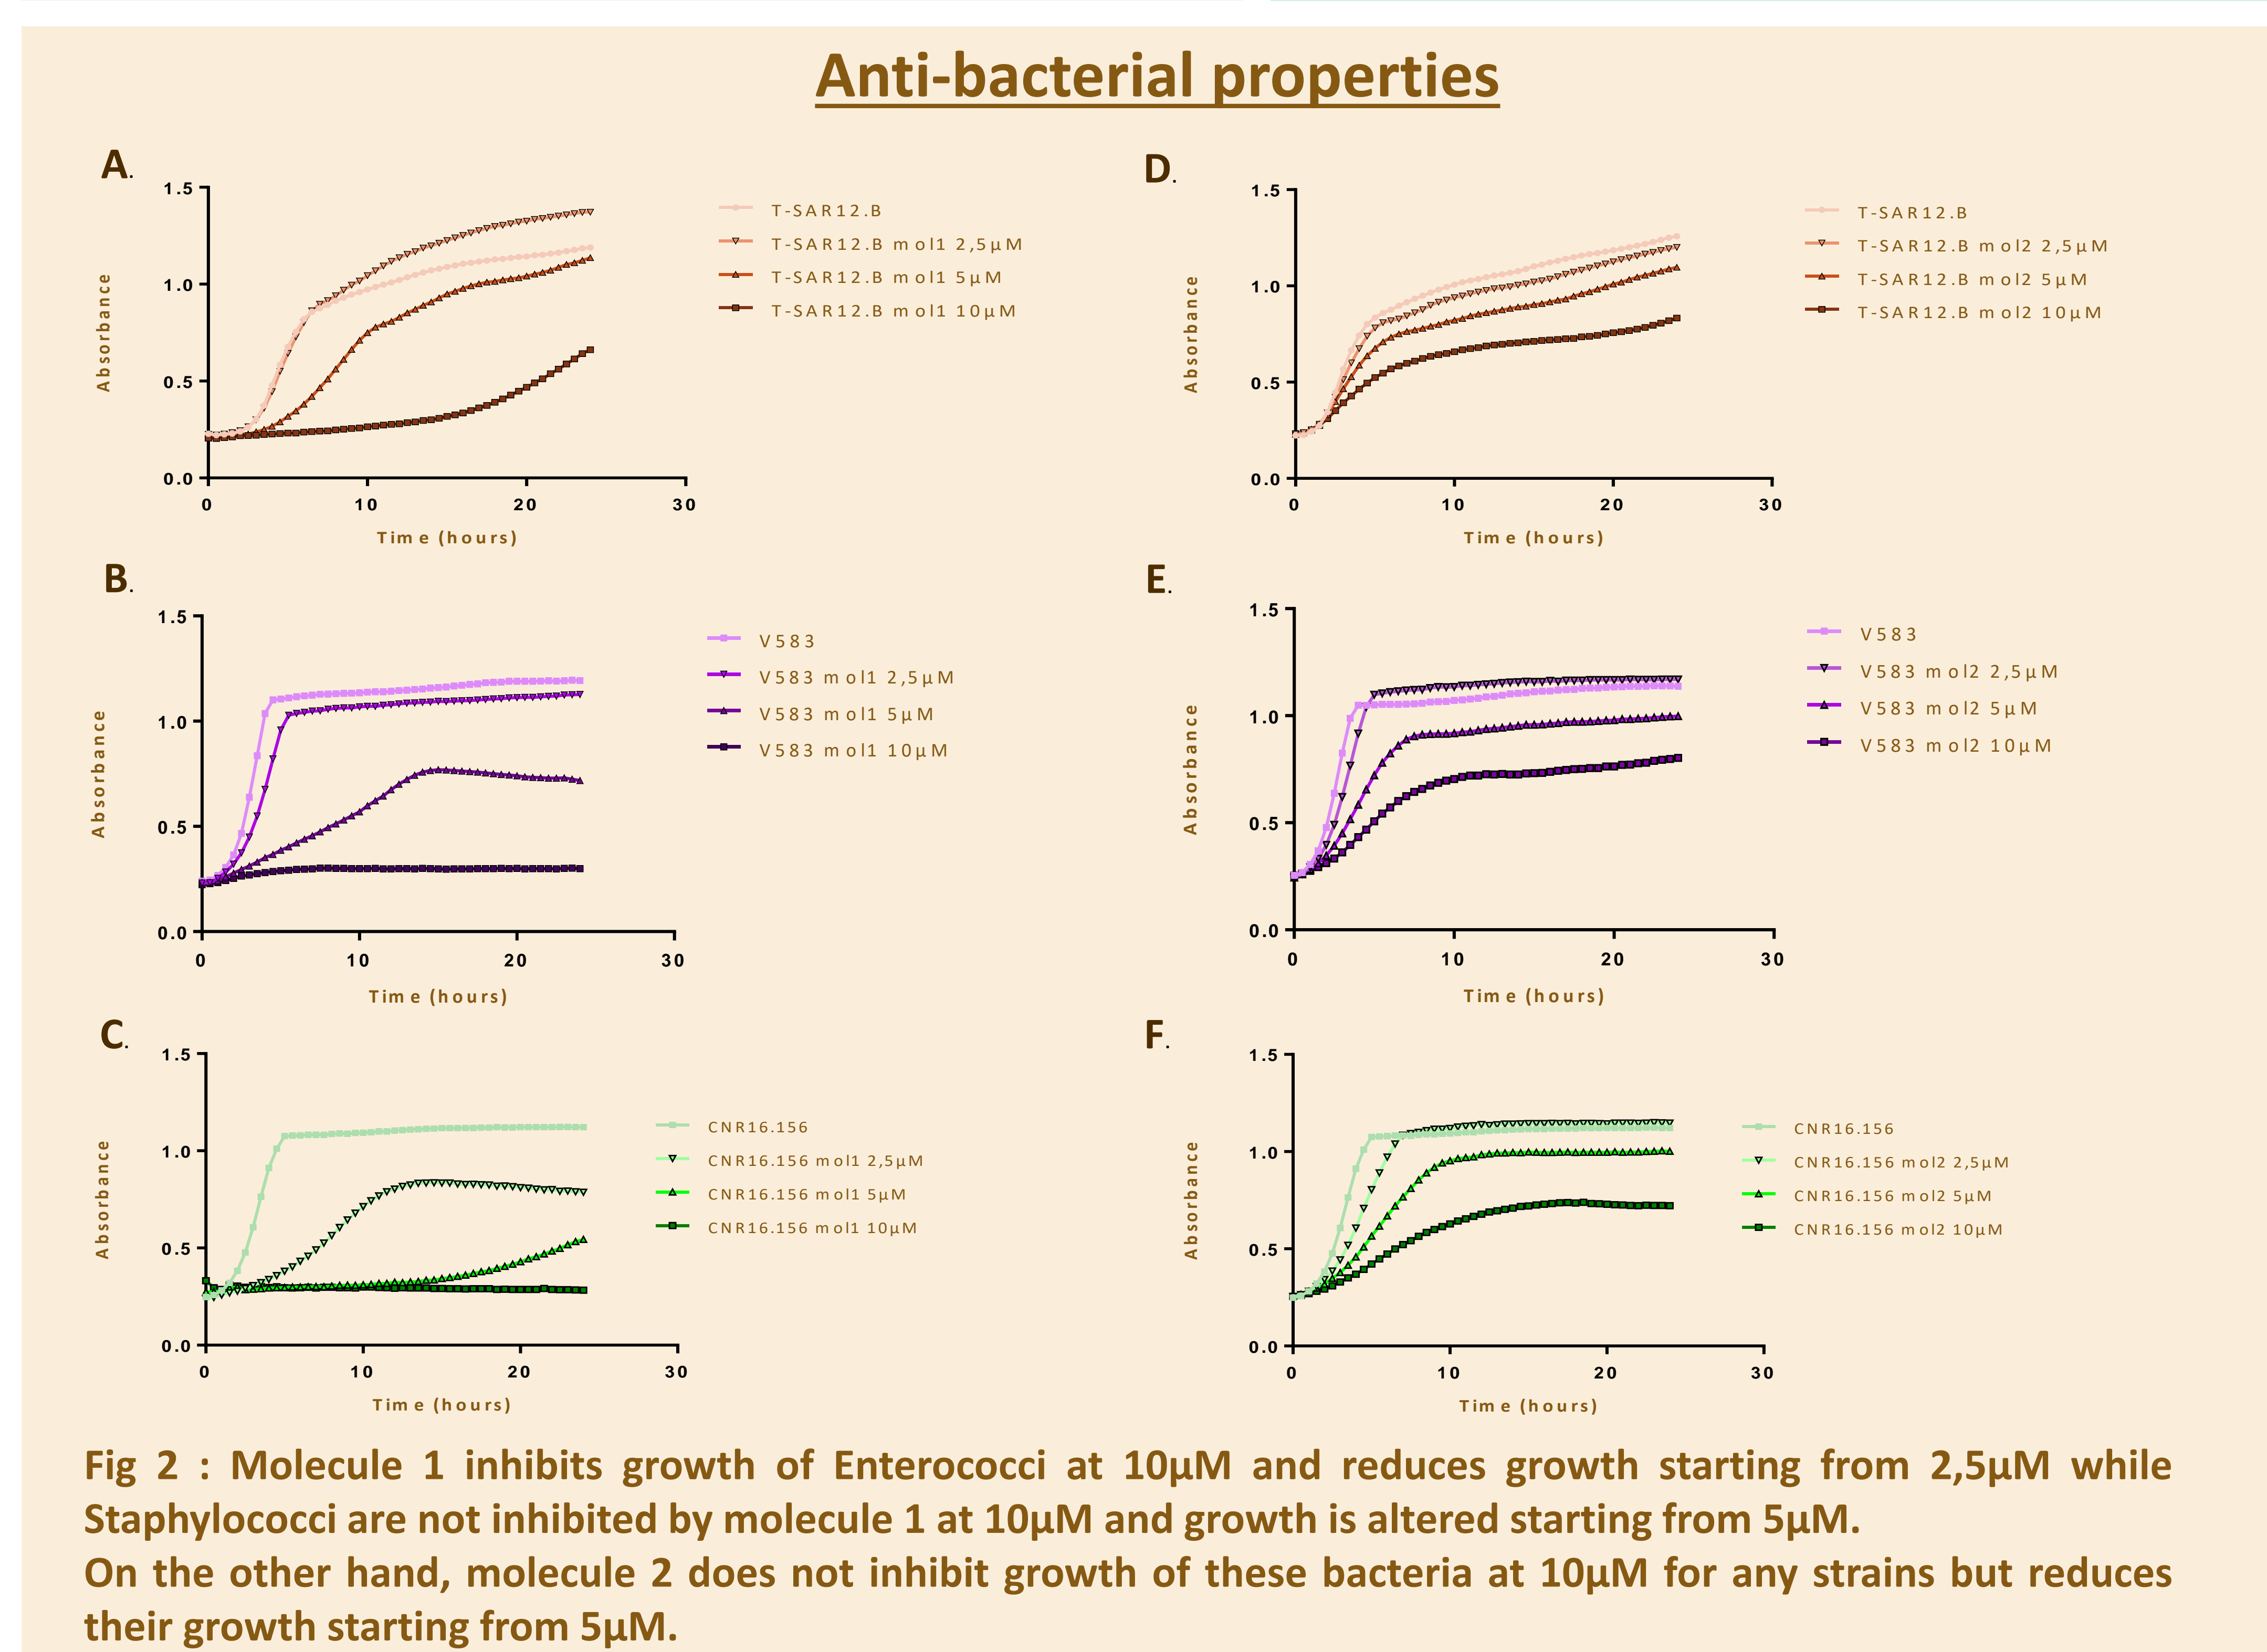 Anti-bacterial properties
A.
1.5
1.0
0.5
0.0
0 10 20 30
Absorbance
Time (hours)
T-SAR12.B
T-SAR12.B mol1 2,5µM
T-SAR12.B mol1 5µM
T-SAR12.B mol1 10µM
D.
1.5
1.0
0.5
0.0
0 10 20 30
Absorbance
Time (hours)
T-SAR12.B
T-SAR12.B mol2 2,5µM
T-SAR12.B mol2 5µM
T-SAR12.B mol2 10µM
B.
1.5
1.0
0.5
0.0
0 10 20 30
Absorbance
Time (hours)
V583
V583 mol1 2,5µM
V583 mol1 5µM
V583 mol1 10µM
E.
1.5
1.0
0.5
0.0
0 10 20 30
Absorbance
Time (hours)
V583
V583 mol2 2,5µM
V583 mol2 5µM
V583 mol2 10µM
C.
1.5
1.0
0.5
0.0
0 10 20 30
Absorbance
Time (hours)
CNR16.156
CNR16.156 mol1 2,5µM
CNR16.156 mol1 5µM
CNR16.156 mol1 10µM
F.
1.5
1.0
0.5
0.0
0 10 20 30
Absorbance
Time (hours)
CNR16.156
CNR16.156 mol2 2,5µM
CNR16.156 mol2 5µM
CNR16.156 mol2 10µM
Fig 2 : Molecule 1 inhibits growth of Enterococci at 10µM and reduces growth starting from 2,5µM while
Staphylococci are not inhibited by molecule 1 at 10µM and growth is altered starting from 5µM.
On the other hand, molecule 2 does not inhibit growth of these bacteria at 10µM for any strains but reduces
their growth starting from 5µM.